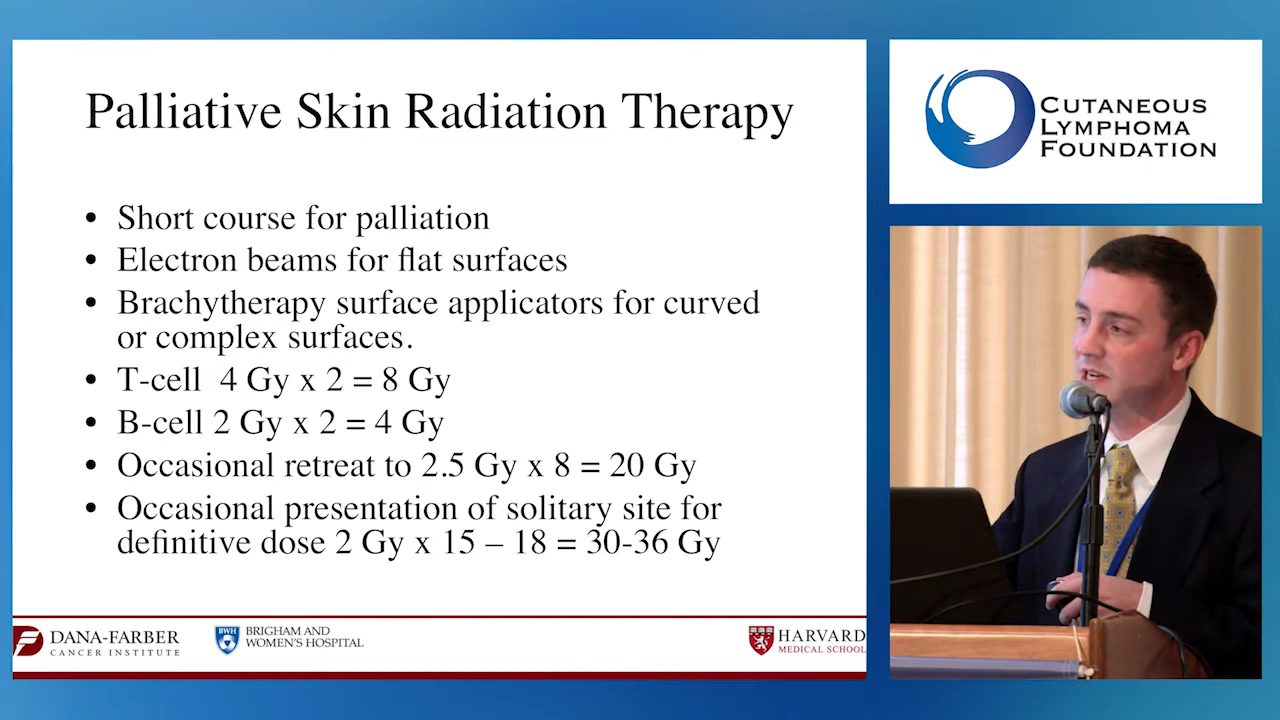 Palliative Skin Radiation Therapy
• Short course for palliation
• Electron beams for flat surfaces
• Brachytherapy surface applicators for curved
or complex surfaces.
• T-cell  4 Gy x 2 = 8 Gy
• B-cell 2 Gy x 2 = 4 Gy
• Occasional retreat to 2.5 Gy x 8 = 20 Gy
• Occasional presentation of solitary site for
definitive dose 2 Gy x 15 – 18 = 30-36 Gy
DANA-FARBER
CANCER INSTITUTE
BWH
BRIGHAM AND
WOMEN'S HOSPITAL
HARVARD
MEDICAL SCHOOL
CUTANEOUS
LYMPHOMA
FOUNDATION